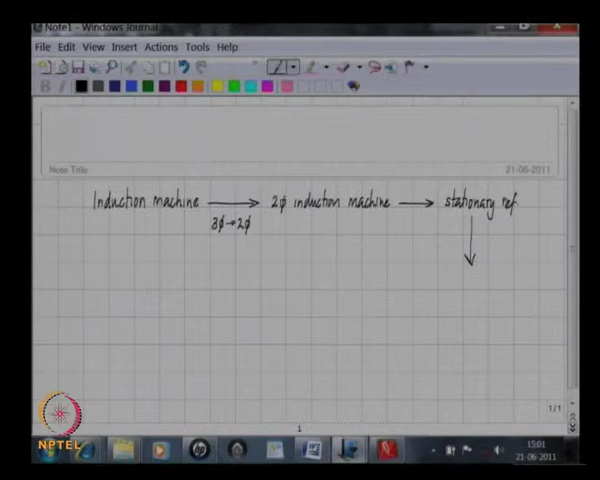 Note1 - Windows Journal
File Edit View Insert Actions Tools Help
Note Title
21-06-2011
Induction machine → 2φ induction machine → stationary ref
3φ→2φ
1/1
1
NPTEL
15:01
21-06-2011